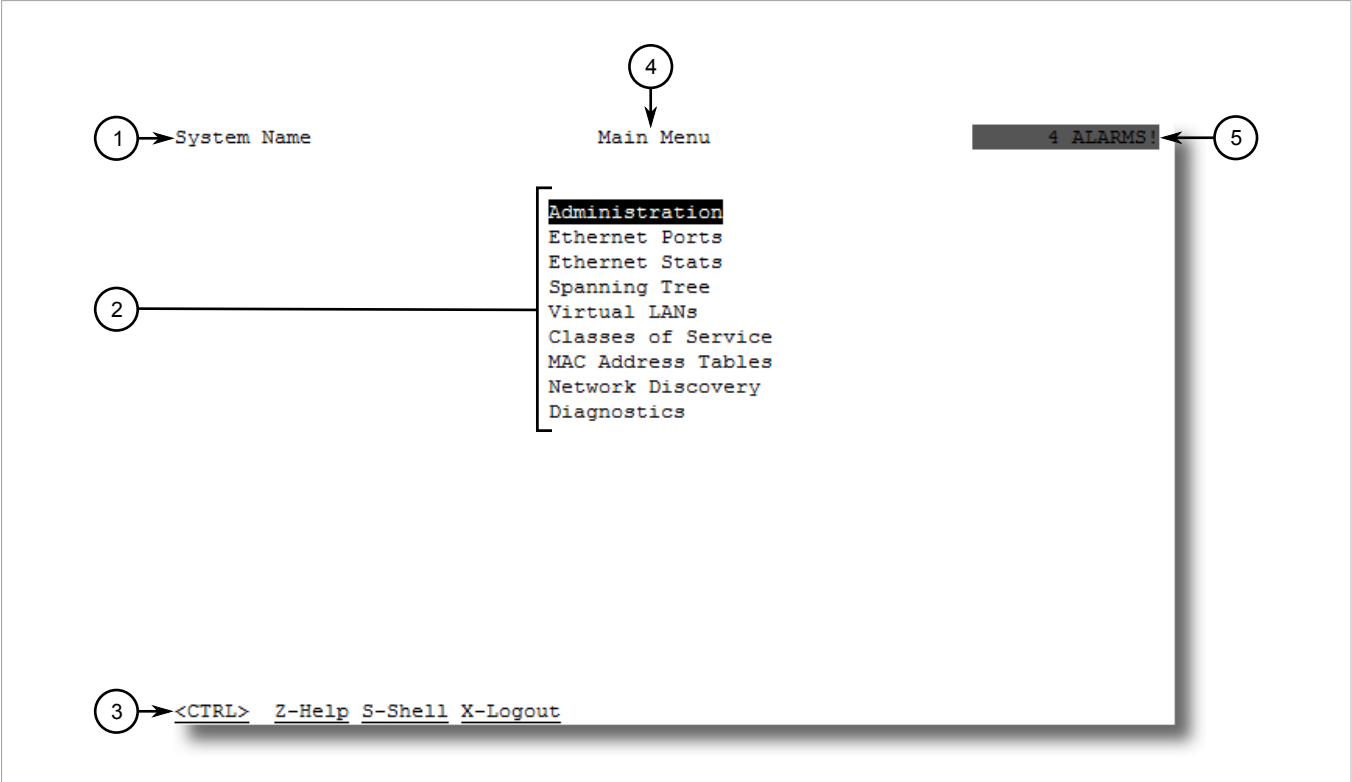 4
1 System Name Main Menu 4 ALARMS! 5
Administration
Ethernet Ports
Ethernet Stats
Spanning Tree
2 Virtual LANs
Classes of Service
MAC Address Tables
Network Discovery
Diagnostics
3 <CTRL> Z-Help S-Shell X-Logout